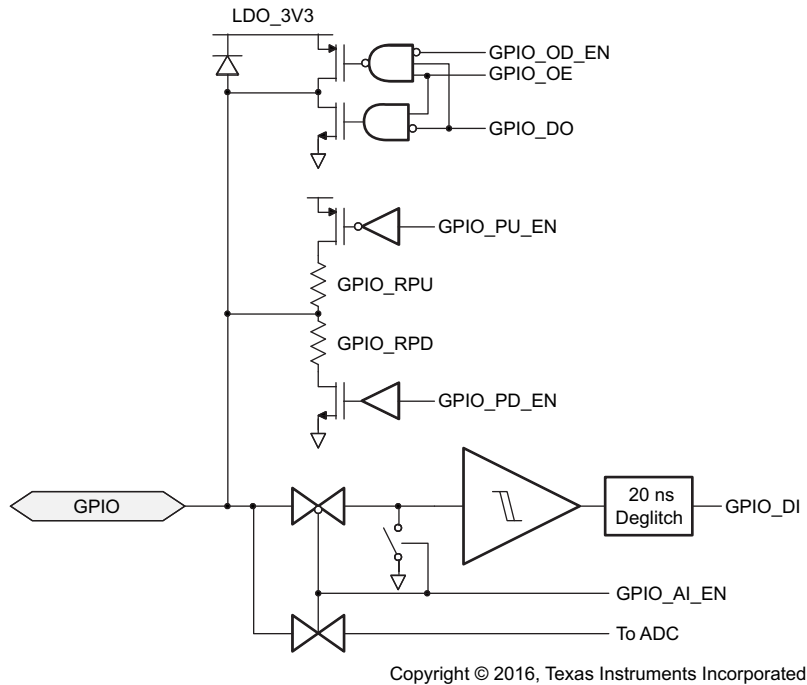 LDO_3V3
GPIO_OD_EN
GPIO_OE
GPIO_DO
GPIO_PU_EN
GPIO_RPU
GPIO_RPD
GPIO_PD_EN
GPIO
20 ns
Deglitch
GPIO_DI
GPIO_AI_EN
To ADC
Copyright © 2016, Texas Instruments Incorporated